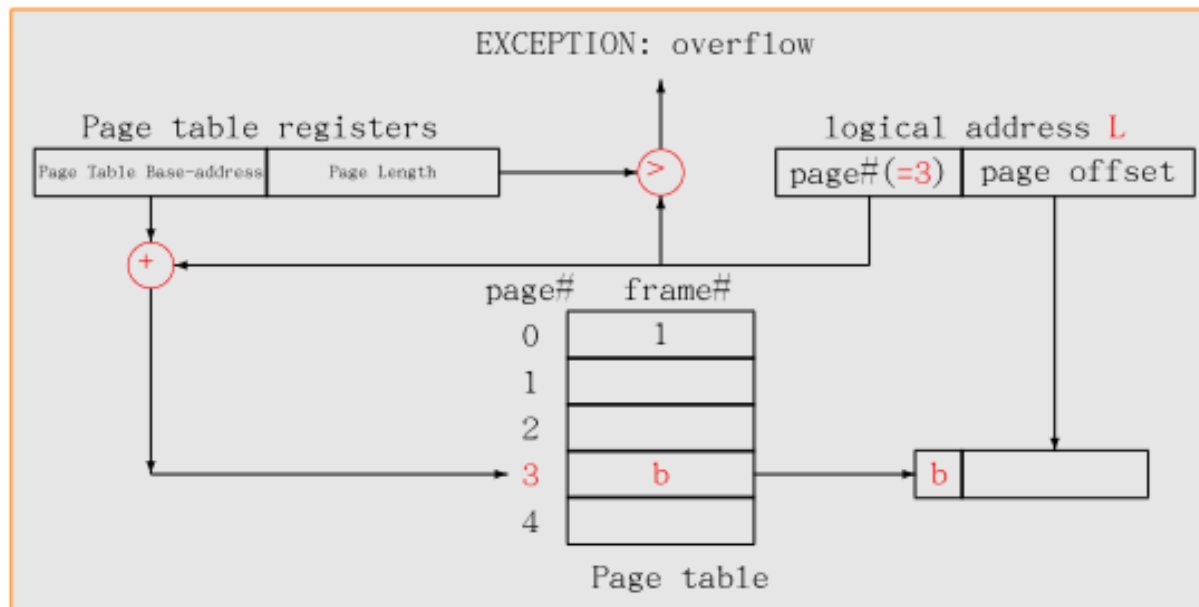 EXCEPTION: overflow
Page table registers
logical address L
Page Table Base-address
Page Length
>
page#(=3)
page offset
+
page#
frame#
0
1
1
2
3
b
b
4
Page table